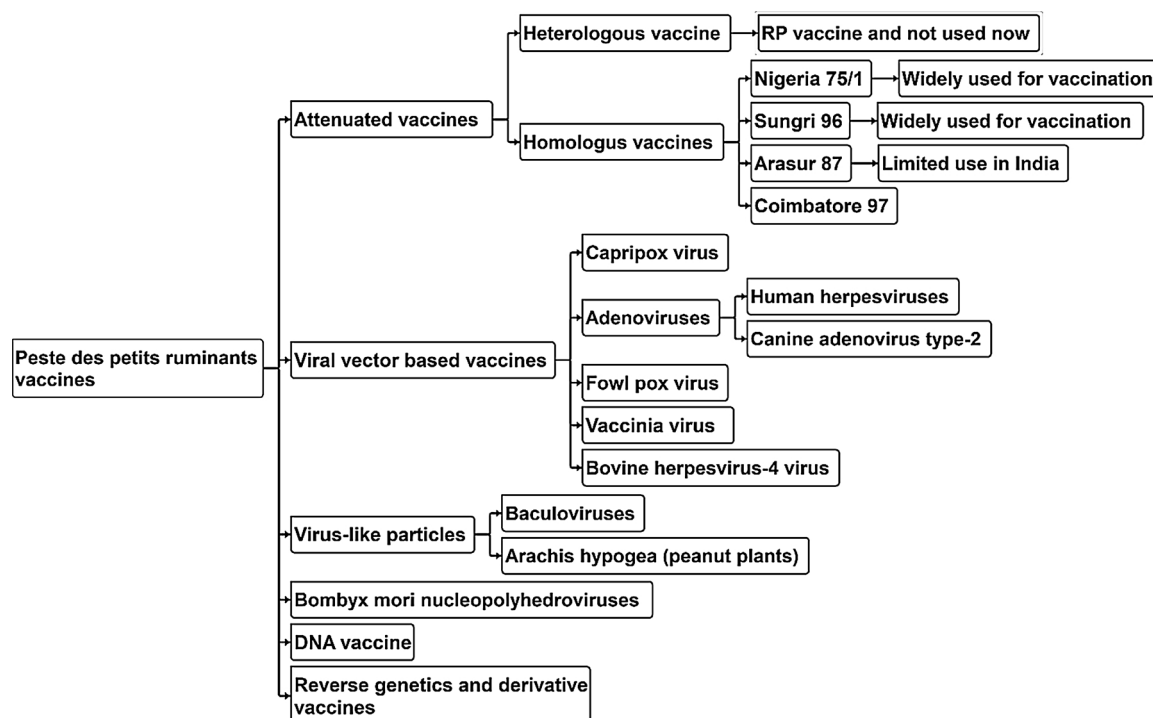 Heterologous vaccine
RP vaccine and not used now
Nigeria 75/1
Widely used for vaccination
Attenuated vaccines
Sungri 96
Widely used for vaccination
Homologus vaccines
Arasur 87
Limited use in India
Coimbatore 97
Capripox virus
Human herpesviruses
Adenoviruses
Canine adenovirus type-2
Peste des petits ruminants
vaccines
Viral vector based vaccines
Fowl pox virus
Vaccinia virus
Bovine herpesvirus-4 virus
Baculoviruses
Virus-like particles
Arachis hypogea (peanut plants)
Bombyx mori nucleopolyhedroviruses
DNA vaccine
Reverse genetics and derivative
vaccines